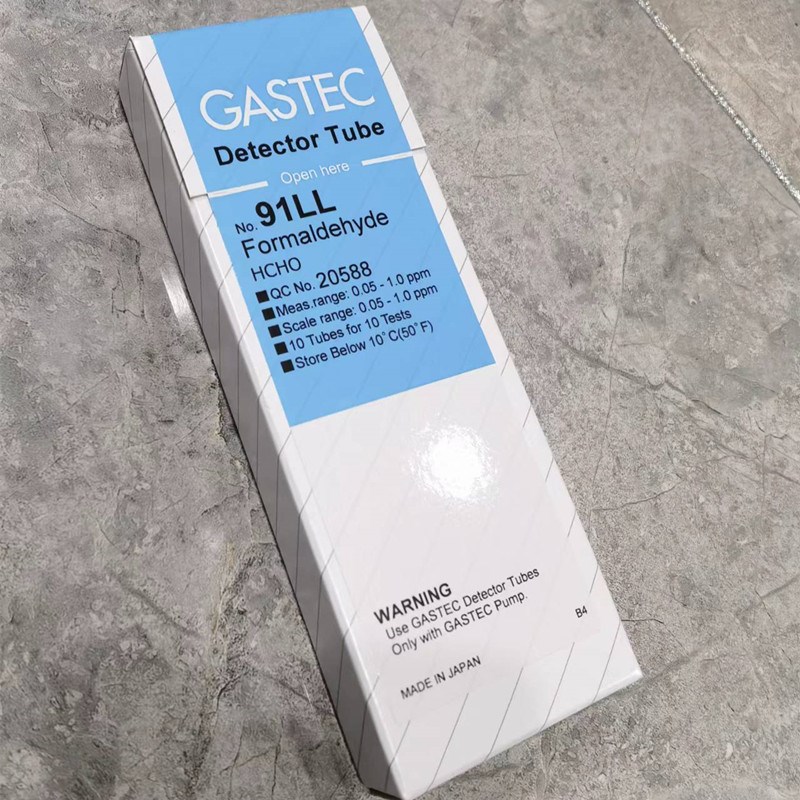 GASTEC
Detector Tube
Open here
No. 91LL
Formaldehyde
HCHO
■QC No. 20588
■Meas.range: 0.05 - 1.0 ppm
■Scale range: 0.05 - 1.0 ppm
■10 Tubes for 10 Tests
■Store Below 10°C(50°F)
WARNING
Use GASTEC Detector Tubes
Only with GASTEC Pump.
B4
MADE IN JAPAN